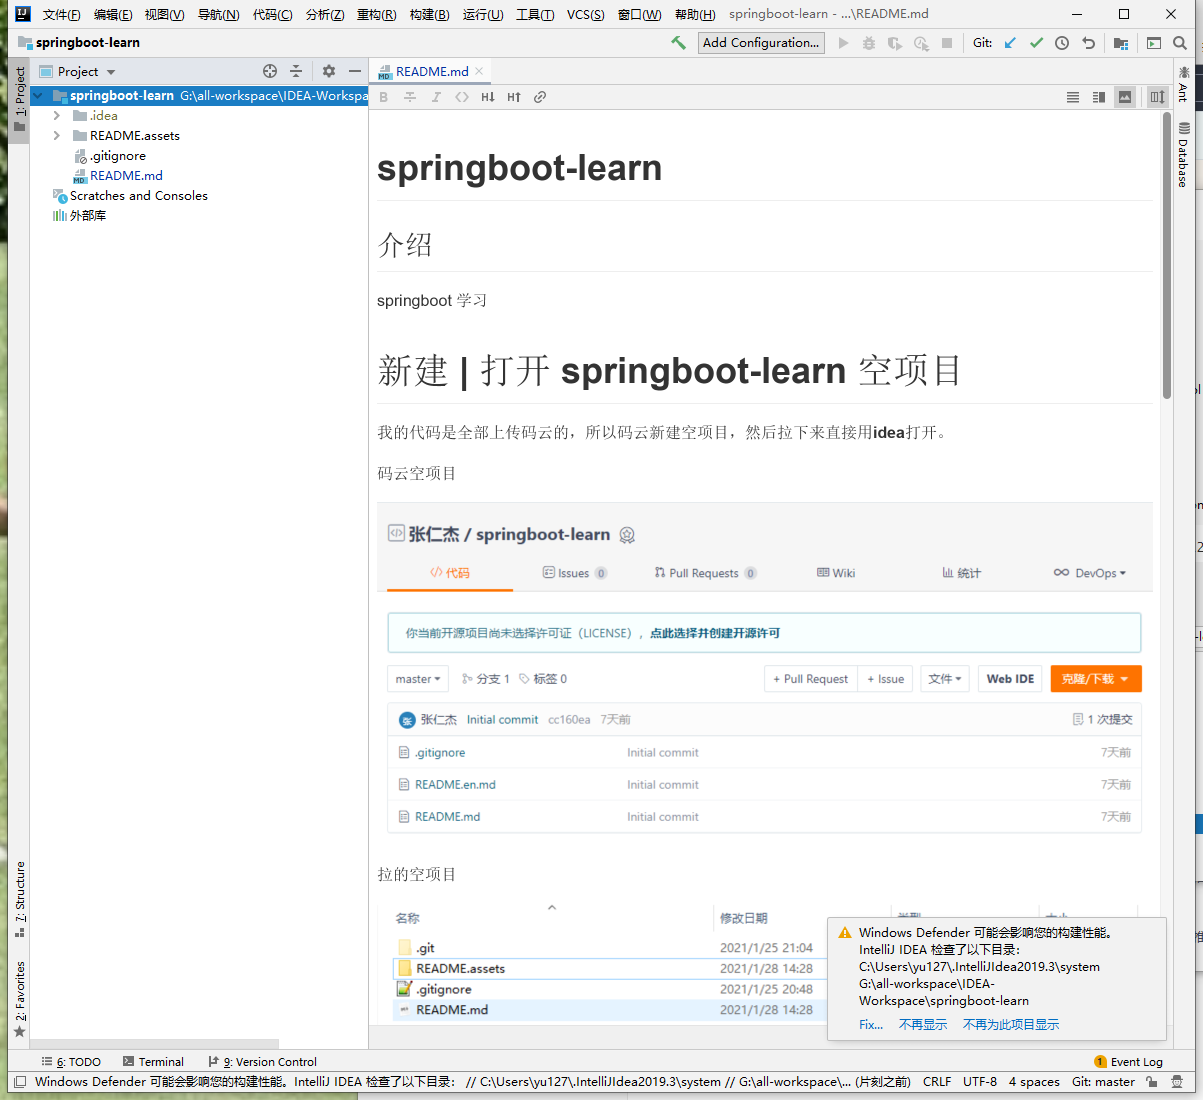 文件(F) 编辑(E) 视图(V) 导航(N) 代码(C) 分析(Z) 重构(R) 构建(B) 运行(U) 工具(T) VCS(S) 窗口(W) 帮助(H) springboot-learn - ...\README.md
springboot-learn Add Configuration... Git:
Project README.md
springboot-learn G:\all-workspace\IDEA-Workspa
.idea
README.assets
.gitignore
README.md
Scratches and Consoles
外部库
1: Project
7: Structure
2: Favorites
Ant
Database
springboot-learn
介绍
springboot 学习
新建 | 打开 springboot-learn 空项目
我的代码是全部上传码云的，所以码云新建空项目，然后拉下来直接用idea打开。
码云空项目
张仁杰 / springboot-learn
代码 Issues 0 Pull Requests 0 Wiki 统计 DevOps
你当前开源项目尚未选择许可证（LICENSE），点此选择并创建开源许可
master 分支 1 标签 0 + Pull Request + Issue 文件 Web IDE 克隆/下载
张 张仁杰 Initial commit cc160ea 7天前 1 次提交
.gitignore Initial commit 7天前
README.en.md Initial commit 7天前
README.md Initial commit 7天前
拉的空项目
名称 修改日期
.git 2021/1/25 21:04
README.assets 2021/1/28 14:28
.gitignore 2021/1/25 20:48
README.md 2021/1/28 14:28
Windows Defender 可能会影响您的构建性能。
IntelliJ IDEA 检查了以下目录：
C:\Users\yu127\.IntelliJIdea2019.3\system
G:\all-workspace\IDEA-
Workspace\springboot-learn
Fix... 不再显示 不再为此项目显示
6: TODO Terminal 9: Version Control 1 Event Log
Windows Defender 可能会影响您的构建性能。IntelliJ IDEA 检查了以下目录： // C:\Users\yu127\.IntelliJIdea2019.3\system // G:\all-workspace\... (片刻之前) CRLF UTF-8 4 spaces Git: master